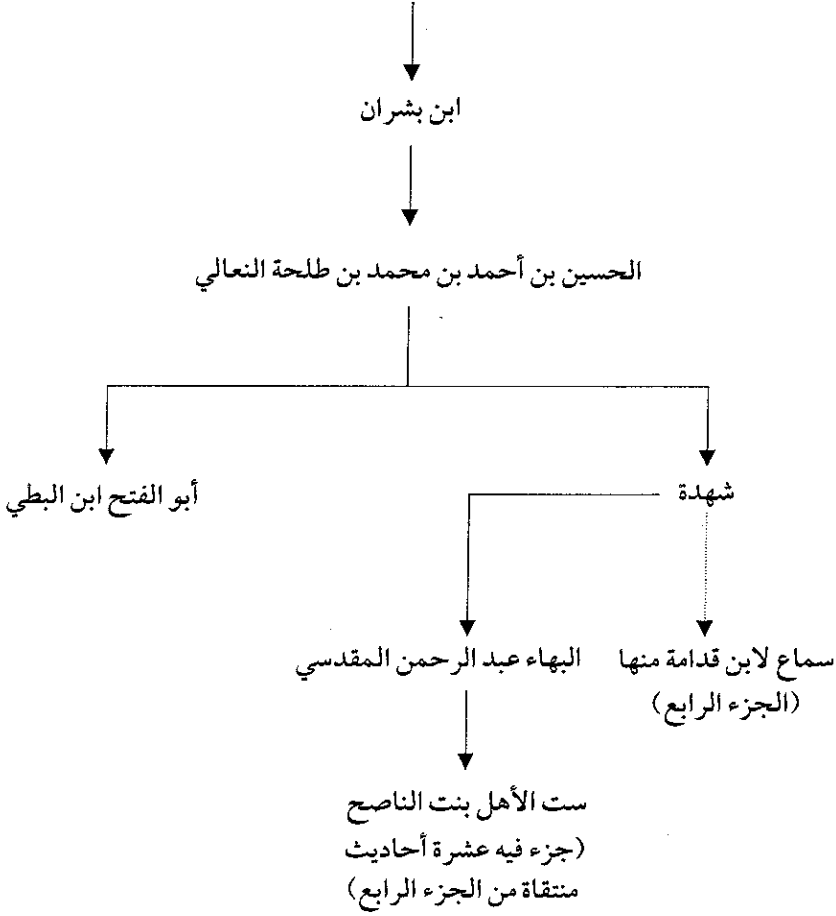 ابن بشران
الحسين بن أحمد بن محمد بن طلحة النعالي
شهدة
أبو الفتح ابن البطي
سماع لابن قدامة منها
(الجزء الرابع)
البهاء عبد الرحمن المقدسي
ست الأهل بنت الناصح
(جزء فيه عشرة أحاديث
منتقاة من الجزء الرابع)